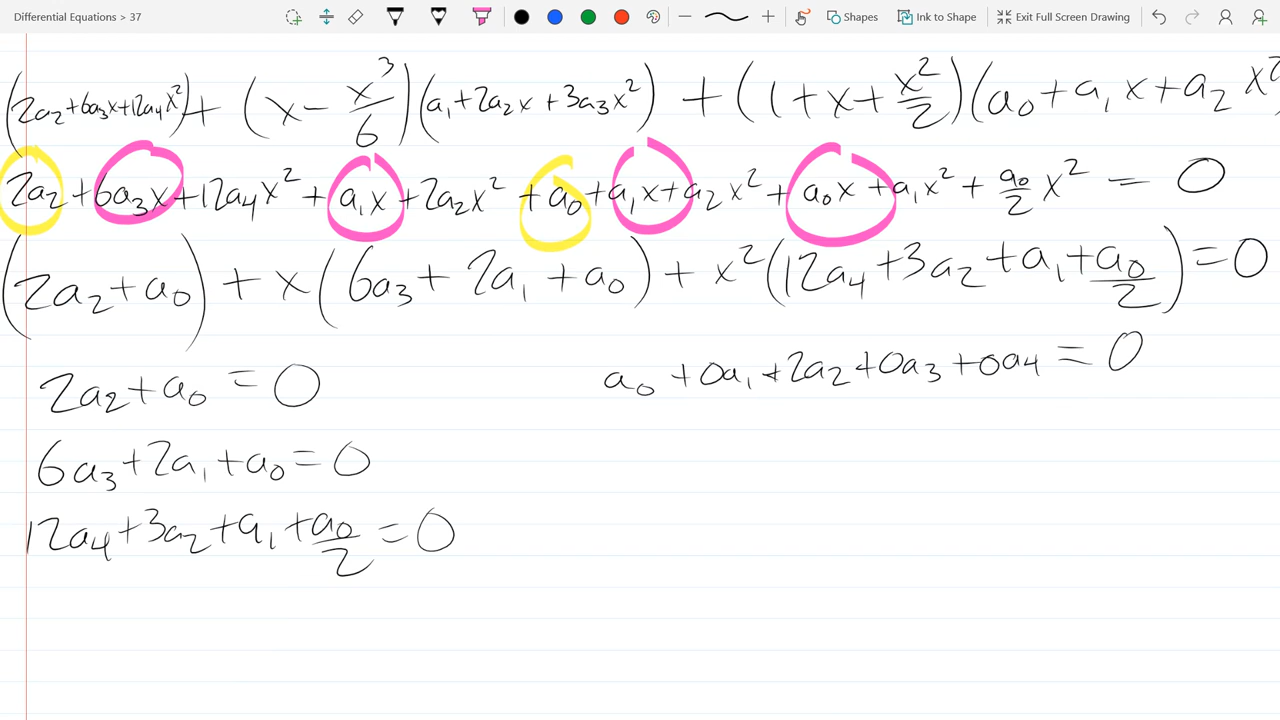 Differential Equations > 37
Shapes
Ink to Shape
Exit Full Screen Drawing
(2a₂+6a₃x+12a₄x²) + (x - x³/6)(a₁+2a₂x+3a₃x²) + (1+x+x²/2)(a₀+a₁x+a₂x²
2a₂+6a₃x+12a₄x²+a₁x+2a₂x²+a₀+a₁x+a₂x²+a₀x+a₁x²+a₀/2 x² = 0
(2a₂+a₀) + x(6a₃+2a₁+a₀) + x²(12a₄+3a₂+a₁+a₀/2) = 0
a₀+0a₁+2a₂+0a₃+0a₄ = 0
2a₂+a₀ = 0
6a₃+2a₁+a₀ = 0
12a₄+3a₂+a₁+a₀/2 = 0